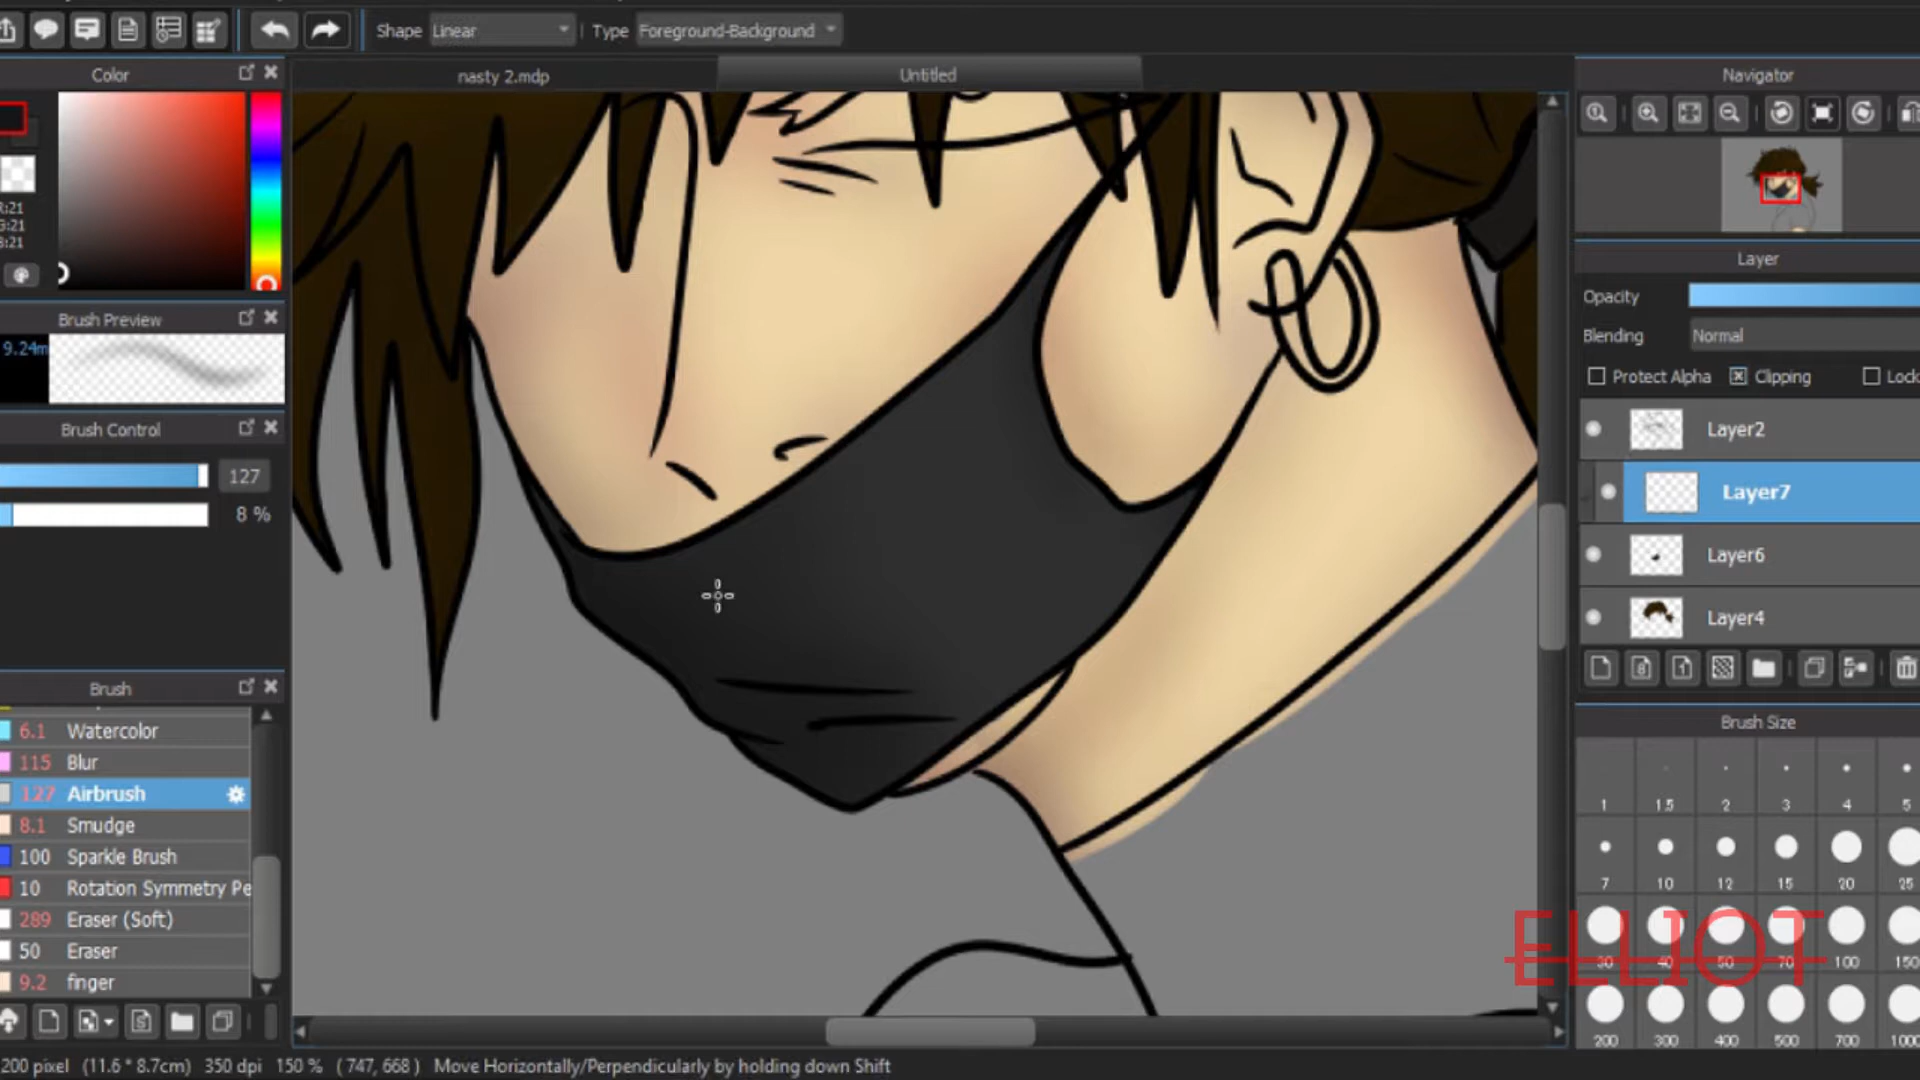 Shape Linear Type Foreground-Background
Color
nasty 2.mdp
Untitled
Navigator
R:21
G:21
B:21
Brush Preview
9.24m
Brush Control
127
8 %
Layer
Opacity
Blending Normal
Protect Alpha Clipping Lock
Layer2
Layer7
Layer6
Layer4
Brush
6.1 Watercolor
115 Blur
127 Airbrush
8.1 Smudge
100 Sparkle Brush
10 Rotation Symmetry Pe
289 Eraser (Soft)
50 Eraser
9.2 finger
Brush Size
1 1.5 2 3 4 5
7 10 12 15 20 25
30 40 50 70 100 150
200 300 400 500 700 1000
ELLIOT
200 pixel (11.6 * 8.7cm) 350 dpi 150 % ( 747, 668 ) Move Horizontally/Perpendicularly by holding down Shift